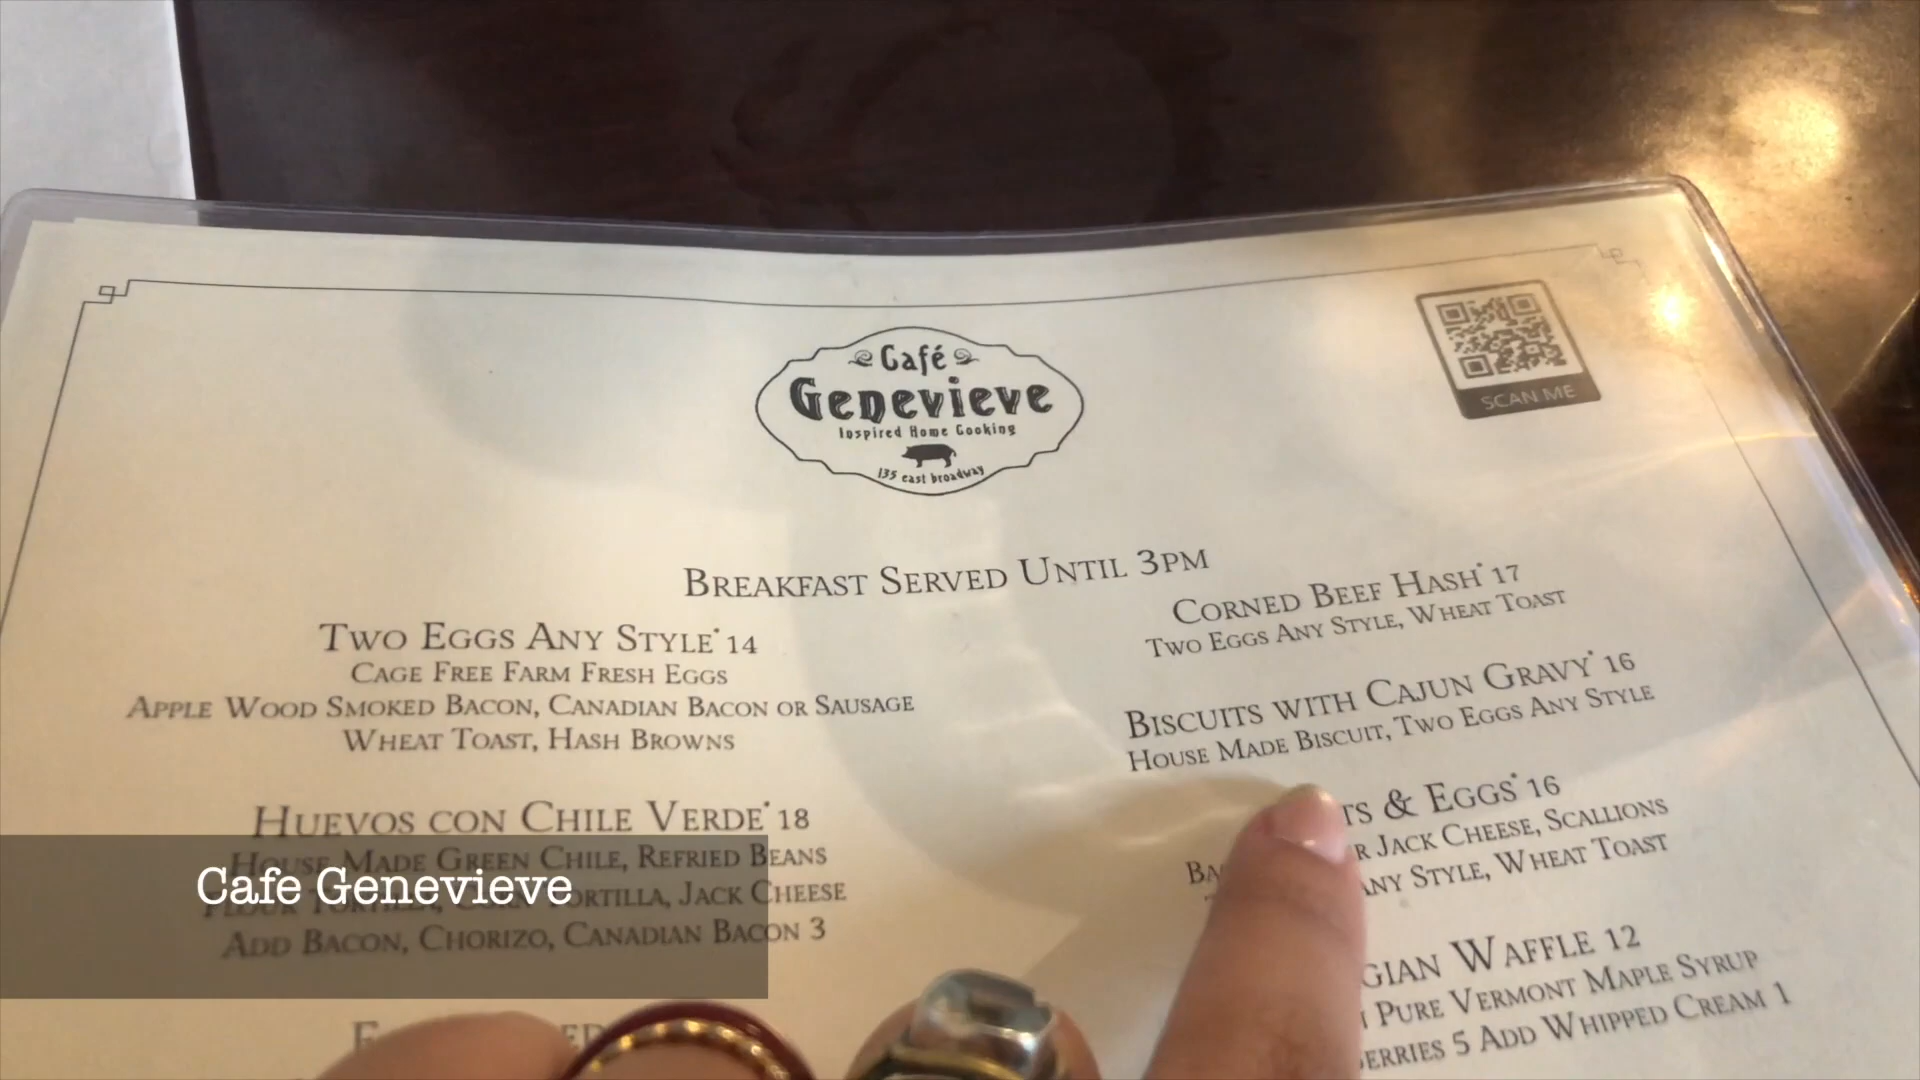 Café
Genevieve
Inspired Home Cooking
135 east broadway
SCAN ME
BREAKFAST SERVED UNTIL 3PM
TWO EGGS ANY STYLE* 14
CAGE FREE FARM FRESH EGGS
APPLE WOOD SMOKED BACON, CANADIAN BACON OR SAUSAGE
WHEAT TOAST, HASH BROWNS
HUEVOS CON CHILE VERDE* 18
HOUSE MADE GREEN CHILE, REFRIED BEANS
FLOUR TORTILLA, CORN TORTILLA, JACK CHEESE
ADD BACON, CHORIZO, CANADIAN BACON 3
CORNED BEEF HASH* 17
TWO EGGS ANY STYLE, WHEAT TOAST
BISCUITS WITH CAJUN GRAVY* 16
HOUSE MADE BISCUIT, TWO EGGS ANY STYLE
& EGGS* 16
JACK CHEESE, SCALLIONS
ANY STYLE, WHEAT TOAST
WAFFLE 12
PURE VERMONT MAPLE SYRUP
5 ADD WHIPPED CREAM 1
Cafe Genevieve